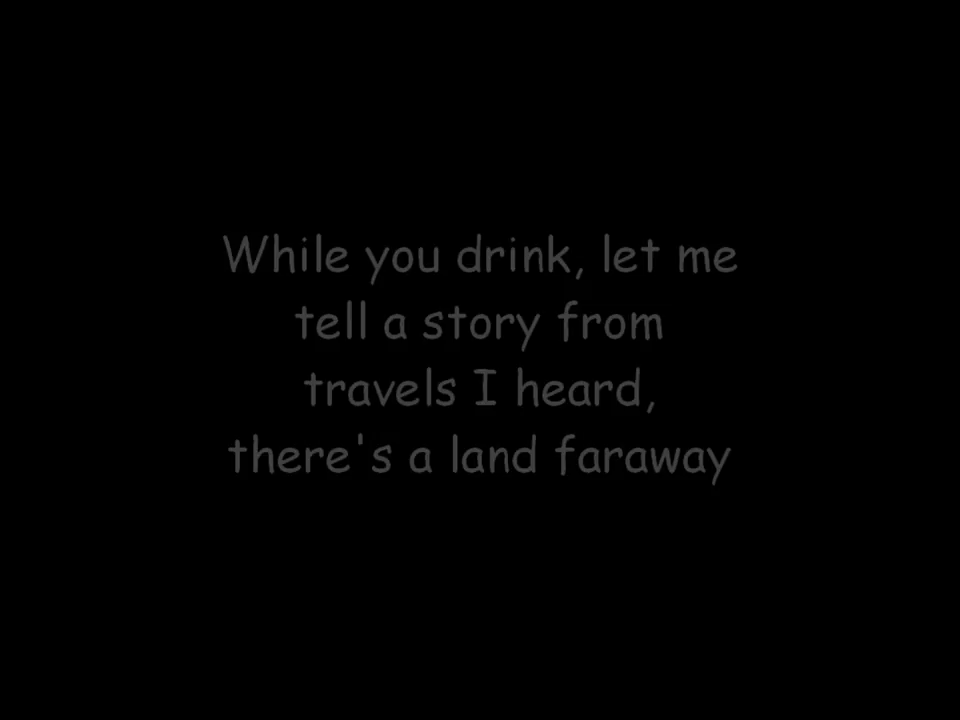 While you drink, let me
tell a story from
travels I heard,
there's a land faraway